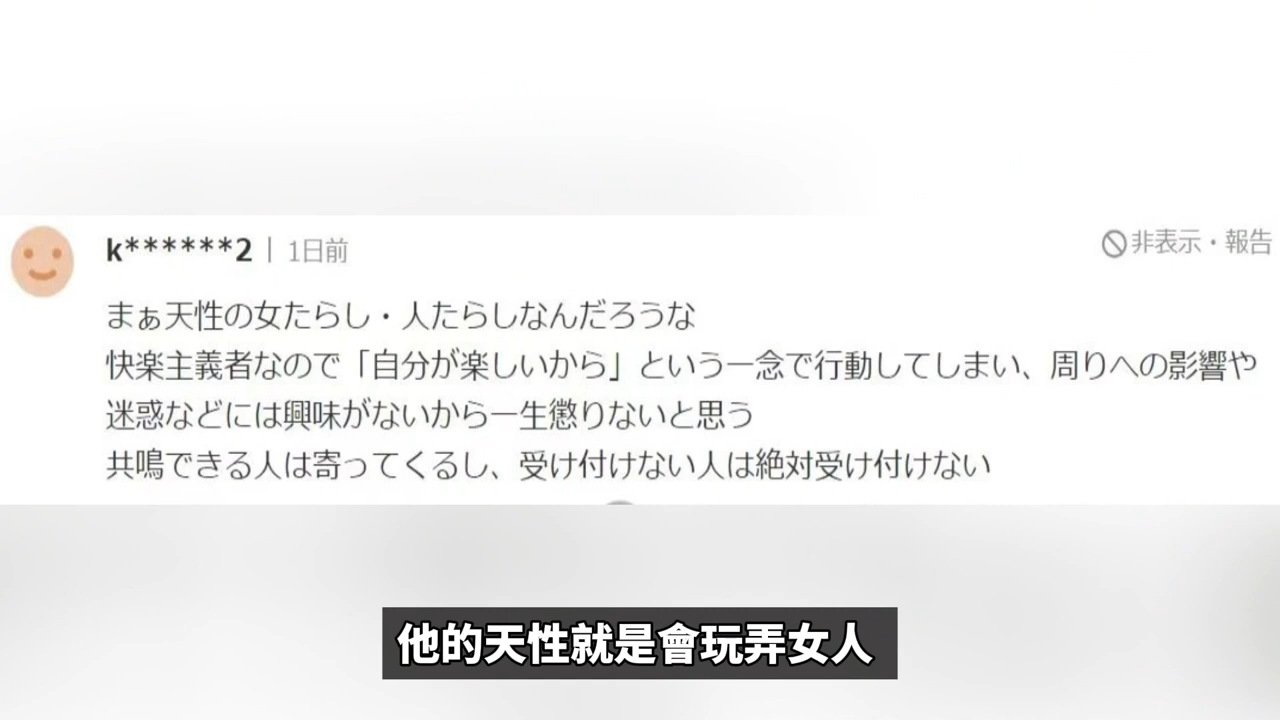 k******2 | 1日前
非表示・報告
まぁ天性の女たらし・人たらしなんだろうな
快楽主義者なので「自分が楽しいから」という一念で行動してしまい、周りへの影響や
迷惑などには興味がないから一生懲りないと思う
共鳴できる人は寄ってくるし、受け付けない人は絶対受け付けない
他的天性就是會玩弄女人